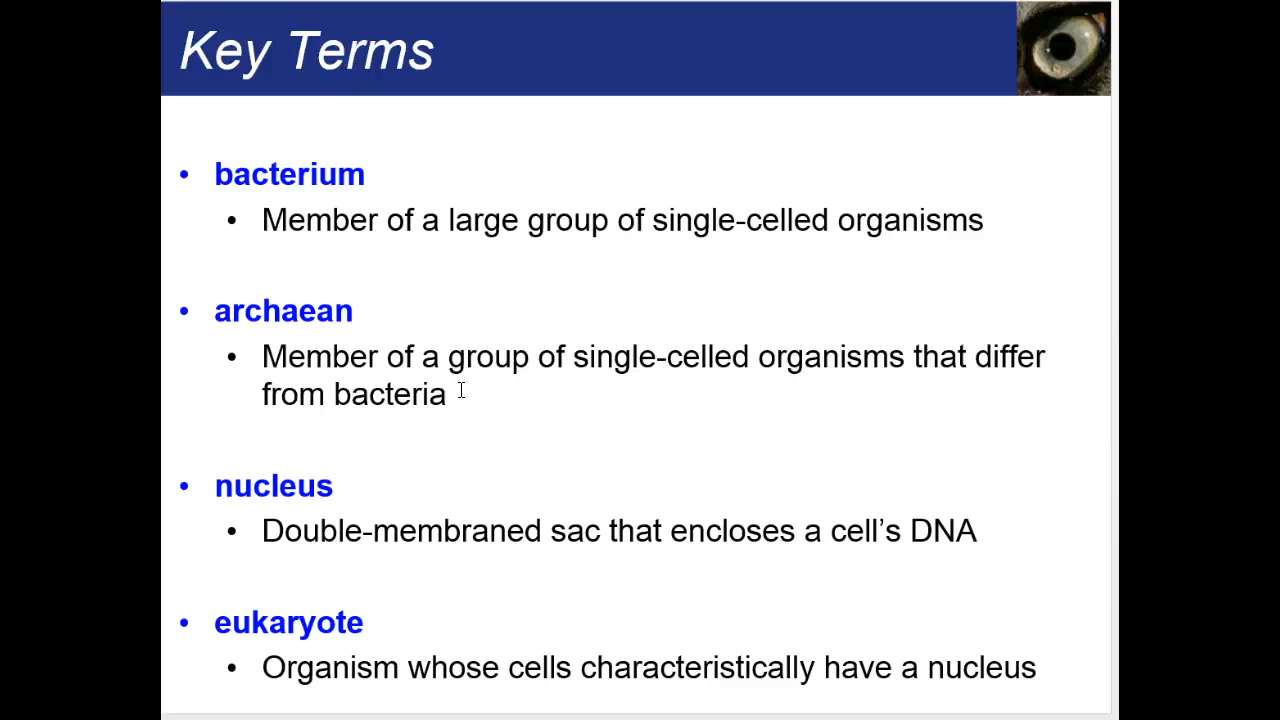 Key Terms
• bacterium
• Member of a large group of single-celled organisms
• archaean
• Member of a group of single-celled organisms that differ
from bacteria
• nucleus
• Double-membraned sac that encloses a cell’s DNA
• eukaryote
• Organism whose cells characteristically have a nucleus